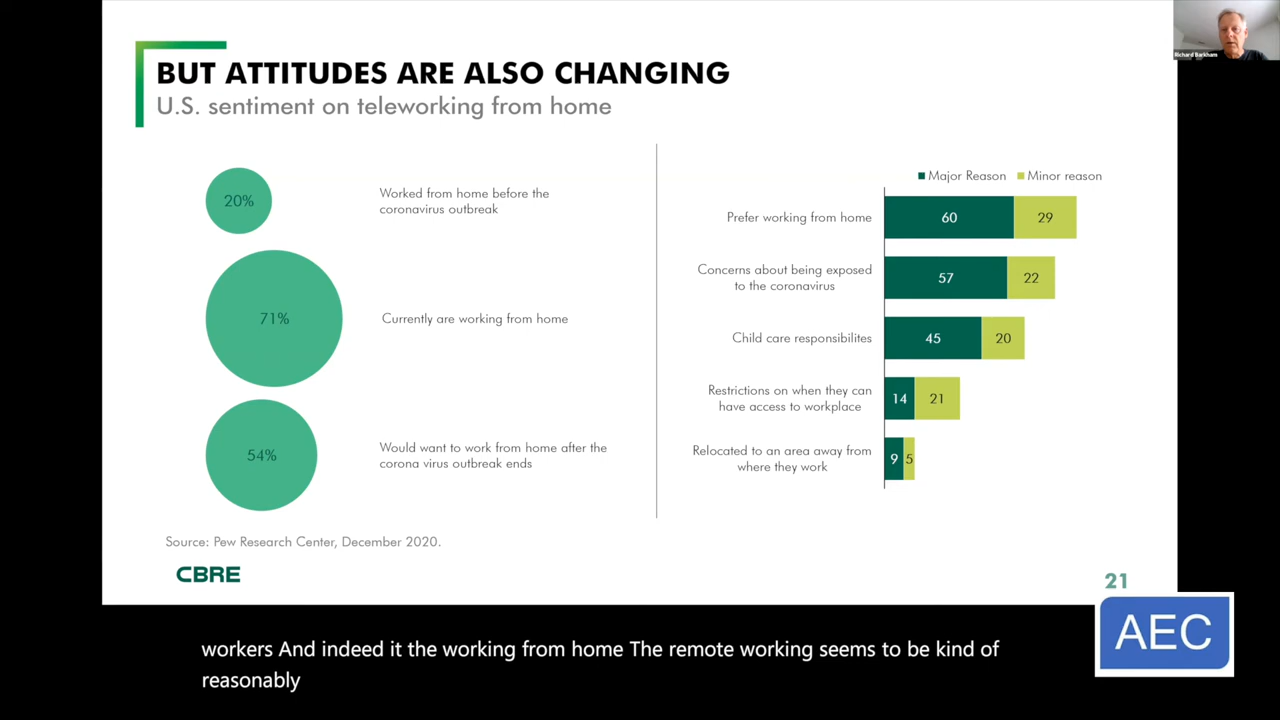 BUT ATTITUDES ARE ALSO CHANGING
U.S. sentiment on teleworking from home
20%
Worked from home before the
coronavirus outbreak
71%
Currently are working from home
54%
Would want to work from home after the
corona virus outbreak ends
Major Reason Minor reason
Prefer working from home
60 29
Concerns about being exposed
to the coronavirus
57 22
Child care responsibilites
45 20
Restrictions on when they can
have access to workplace
14 21
Relocated to an area away from
where they work
9 5
Source: Pew Research Center, December 2020.
CBRE
21
Richard Barkham
AEC
workers And indeed it the working from home The remote working seems to be kind of
reasonably